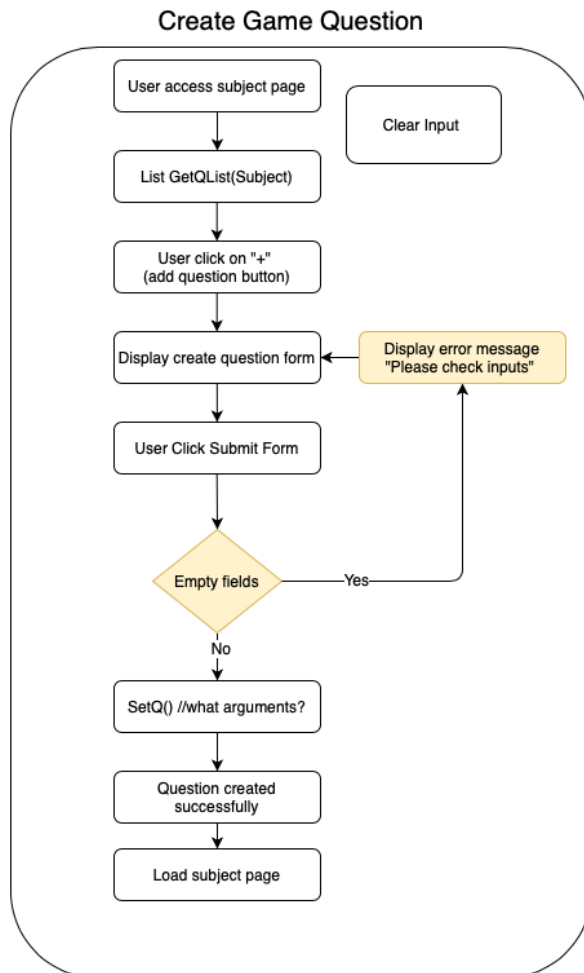 Create Game Question
User access subject page
Clear Input
List GetQList(Subject)
User click on "+"
(add question button)
Display create question form
Display error message
"Please check inputs"
User Click Submit Form
Empty fields
Yes
No
SetQ() //what arguments?
Question created
successfully
Load subject page